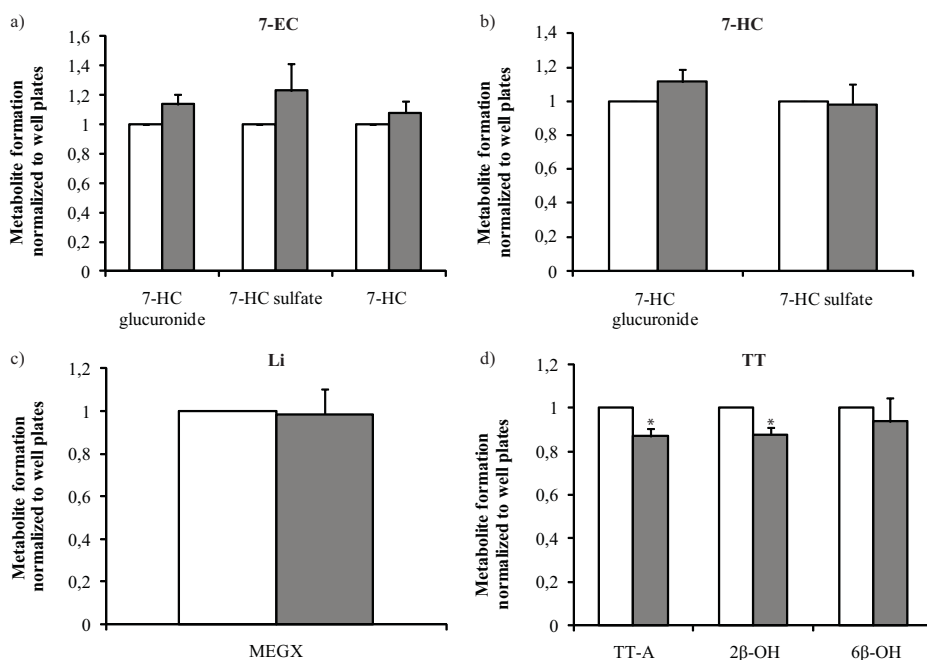 a)
7-EC
Metabolite formation
normalized to well plates
1,6
1,4
1,2
1
0,8
0,6
0,4
0,2
0
7-HC
glucuronide
7-HC sulfate
7-HC
b)
7-HC
Metabolite formation
normalized to well plates
1,4
1,2
1
0,8
0,6
0,4
0,2
0
7-HC
glucuronide
7-HC sulfate
c)
Li
Metabolite formation
normalized to well plates
1,2
1
0,8
0,6
0,4
0,2
0
MEGX
d)
TT
Metabolite formation
normalized to well plates
1,2
1
0,8
0,6
0,4
0,2
0
*
*
TT-A
2β-OH
6β-OH